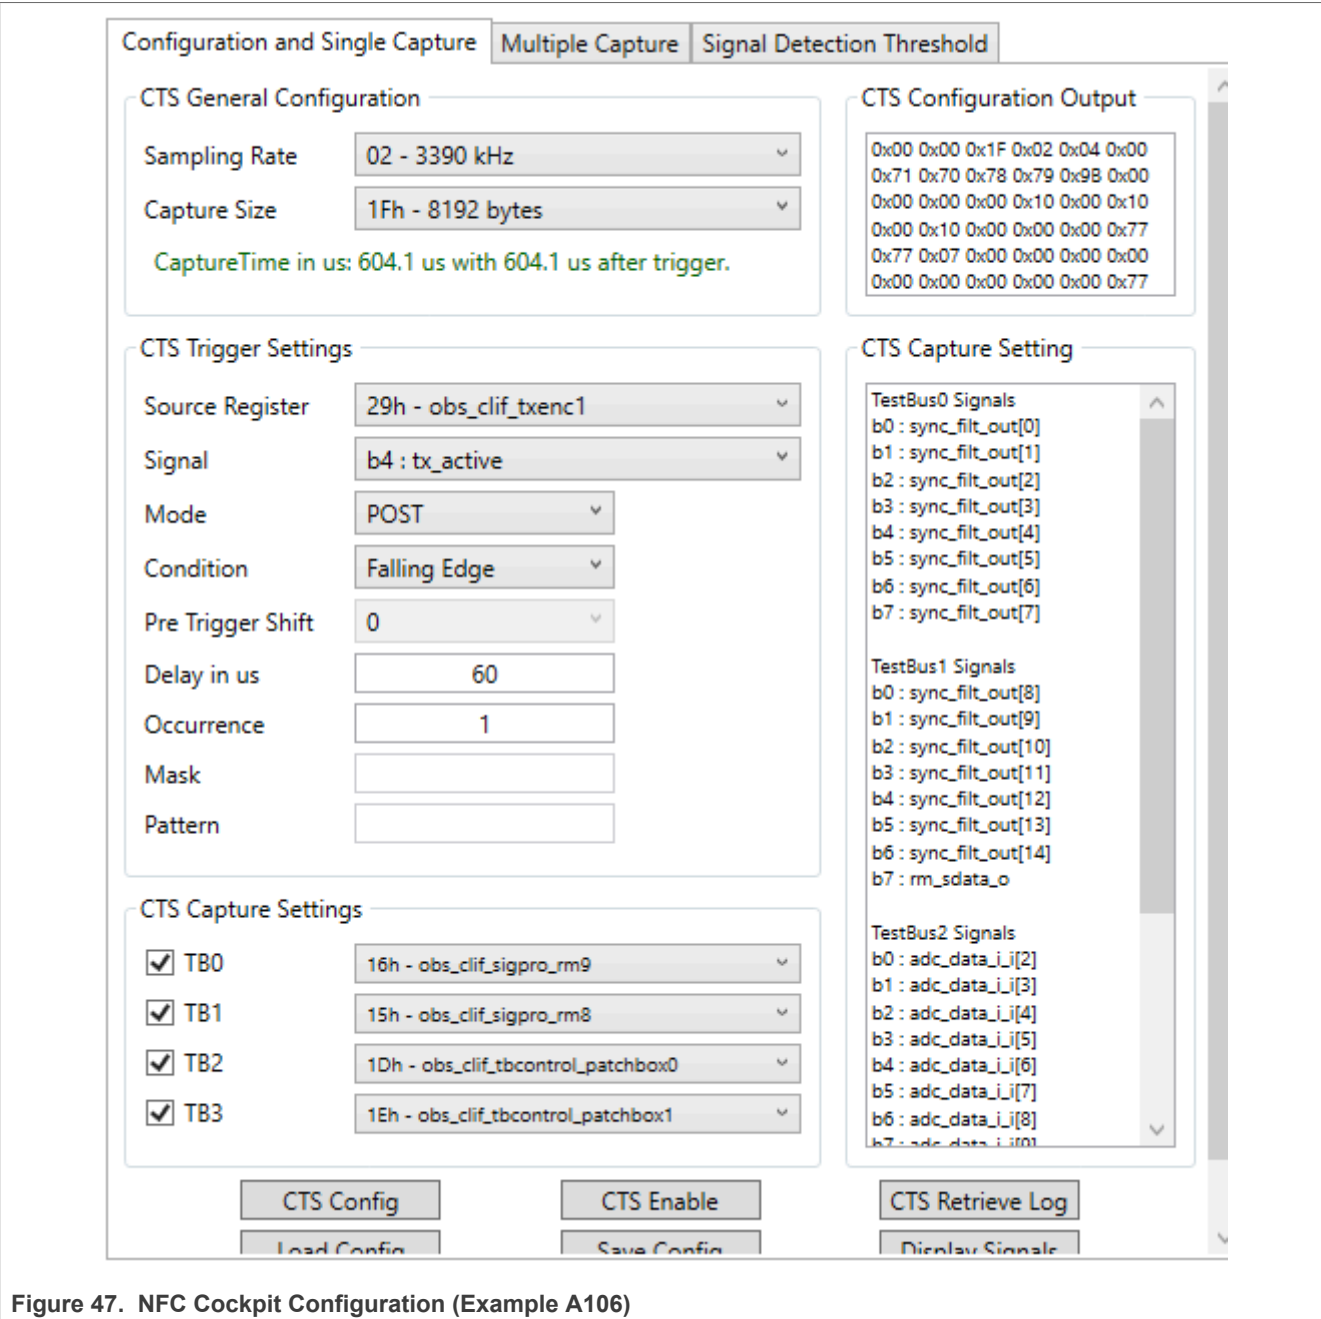 Configuration and Single Capture
Multiple Capture
Signal Detection Threshold
CTS General Configuration
Sampling Rate
02 - 3390 kHz
Capture Size
1Fh - 8192 bytes
CaptureTime in us: 604.1 us with 604.1 us after trigger.
CTS Configuration Output
0x00 0x00 0x1F 0x02 0x04 0x00
0x71 0x70 0x78 0x79 0x9B 0x00
0x00 0x00 0x00 0x10 0x00 0x10
0x00 0x10 0x00 0x00 0x00 0x77
0x77 0x07 0x00 0x00 0x00 0x00
0x00 0x00 0x00 0x00 0x00 0x77
CTS Trigger Settings
Source Register
29h - obs_clif_txenc1
Signal
b4 : tx_active
Mode
POST
Condition
Falling Edge
Pre Trigger Shift
0
Delay in us
60
Occurrence
1
Mask
Pattern
CTS Capture Setting
TestBus0 Signals
b0 : sync_filt_out[0]
b1 : sync_filt_out[1]
b2 : sync_filt_out[2]
b3 : sync_filt_out[3]
b4 : sync_filt_out[4]
b5 : sync_filt_out[5]
b6 : sync_filt_out[6]
b7 : sync_filt_out[7]
TestBus1 Signals
b0 : sync_filt_out[8]
b1 : sync_filt_out[9]
b2 : sync_filt_out[10]
b3 : sync_filt_out[11]
b4 : sync_filt_out[12]
b5 : sync_filt_out[13]
b6 : sync_filt_out[14]
b7 : rm_sdata_o
TestBus2 Signals
b0 : adc_data_i_i[2]
b1 : adc_data_i_i[3]
b2 : adc_data_i_i[4]
b3 : adc_data_i_i[5]
b4 : adc_data_i_i[6]
b5 : adc_data_i_i[7]
b6 : adc_data_i_i[8]
b7 : adc_data_i_i[9]
CTS Capture Settings
TB0
16h - obs_clif_sigpro_rm9
TB1
15h - obs_clif_sigpro_rm8
TB2
1Dh - obs_clif_tbcontrol_patchbox0
TB3
1Eh - obs_clif_tbcontrol_patchbox1
CTS Config
CTS Enable
CTS Retrieve Log
Load Config
Save Config
Display Signals
Figure 47. NFC Cockpit Configuration (Example A106)